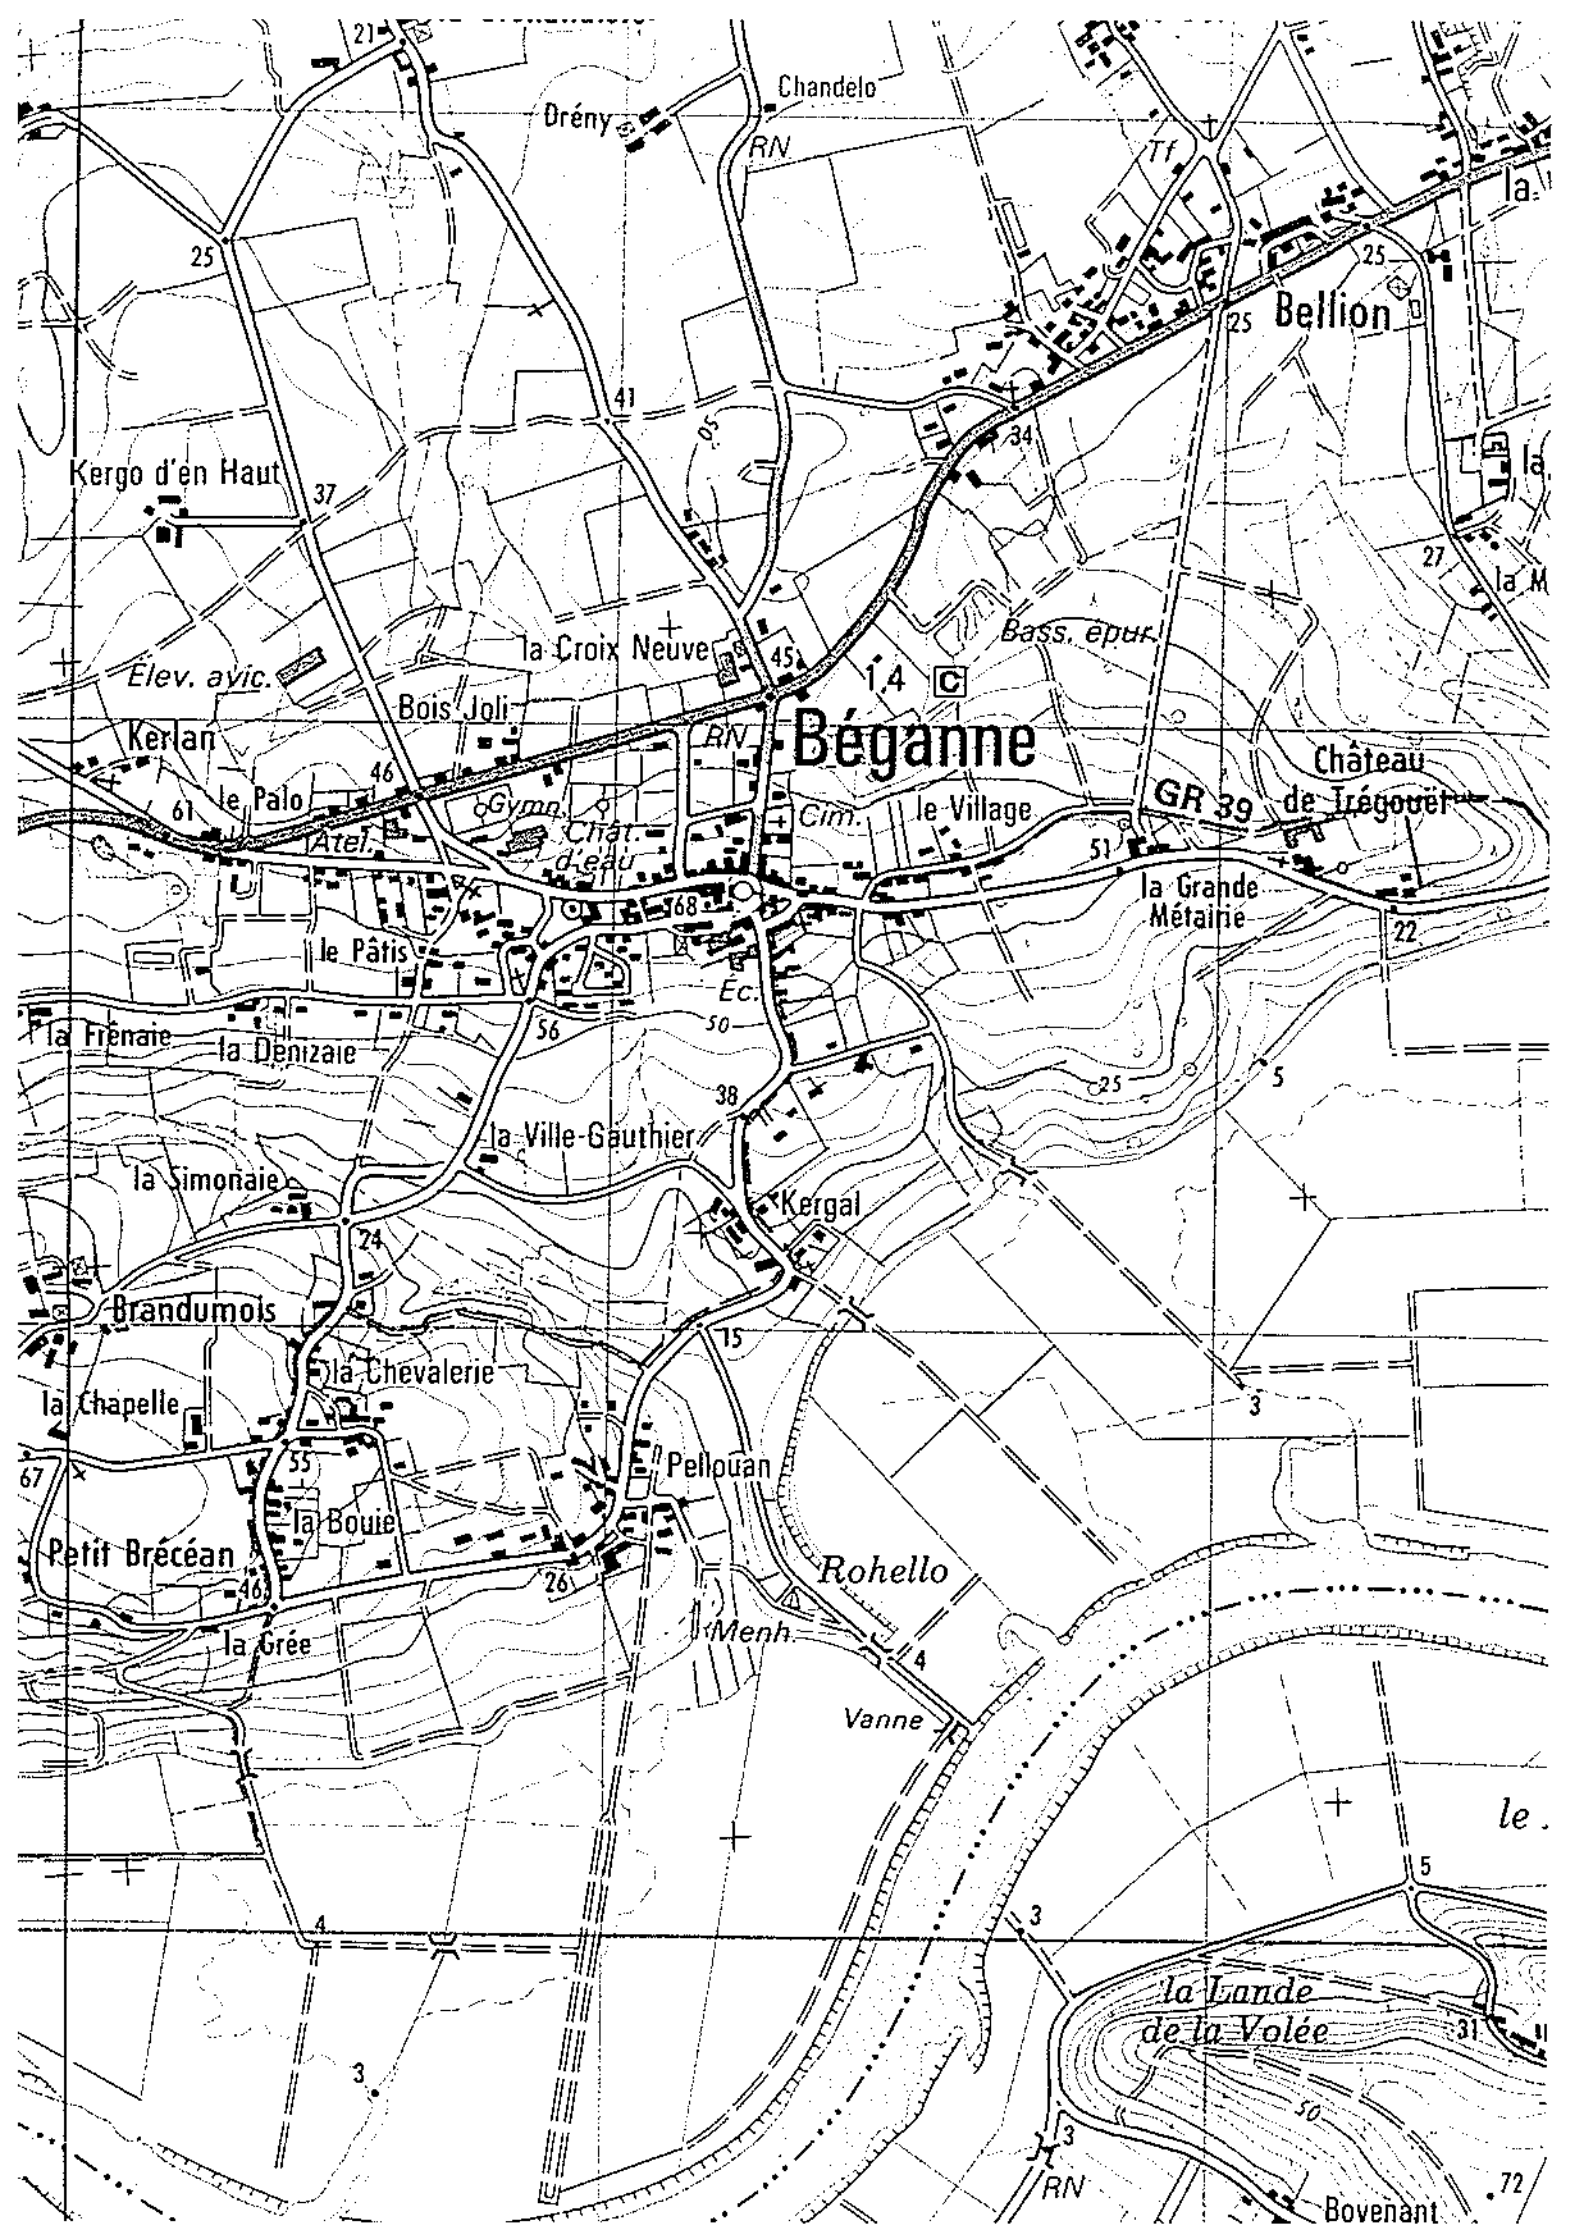 21
Chandelo
Drény
RN
Tf
la
25
25
Bellion
25
41
50
34
Kergo d'en Haut
37
la
27
la M
Bass. épur.
la Croix Neuve
45
Elev. avic.
1,4
C
Bois Joli
Kerlan
RN
Béganne
Château
de Trégouët
46
GR 39
61
le Palo
Gymn.
Cim.
le Village
Atel.
Chât.
d'eau
51
la Grande
Métairie
68
22
le Pâtis
Éc.
la Frénaie
56
50
la Denizaie
5
25
38
la Ville-Gauthier
la Simonaie
Kergal
24
Brandumois
15
la Chevalerie
la Chapelle
3
67
55
Pellouan
la Bouie
Petit Brécéan
Rohello
46
26
la Grée
Menh.
4
Vanne
le
5
4
3
la Lande
de la Volée
31
3
50
3
RN
72
Bovenant